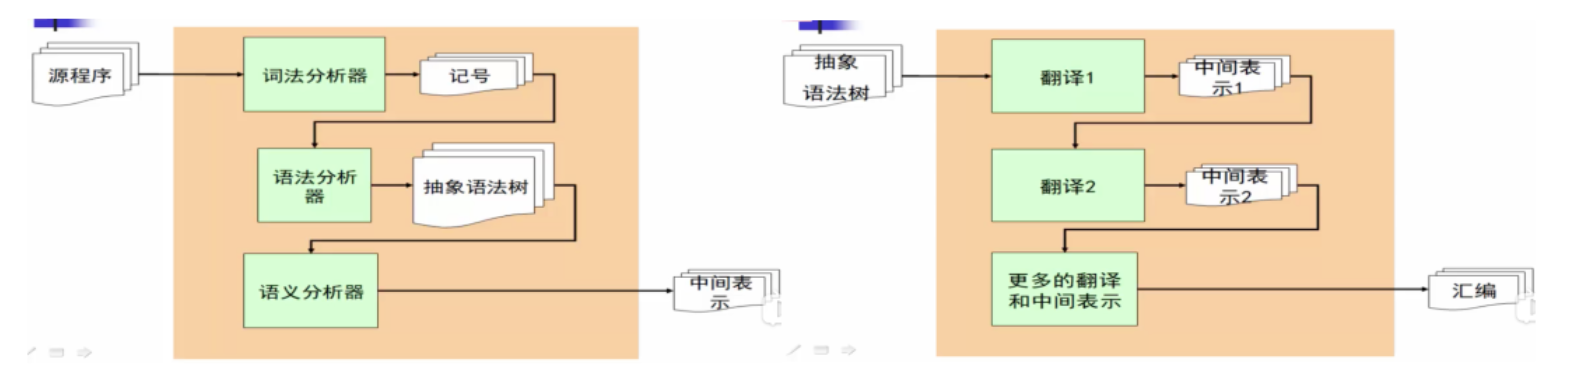 源程序
词法分析器
记号
语法分析
器
抽象语法树
语义分析器
中间表
示
抽象
语法树
翻译1
中间表
示1
翻译2
中间表
示2
更多的翻译
和中间表示
汇编